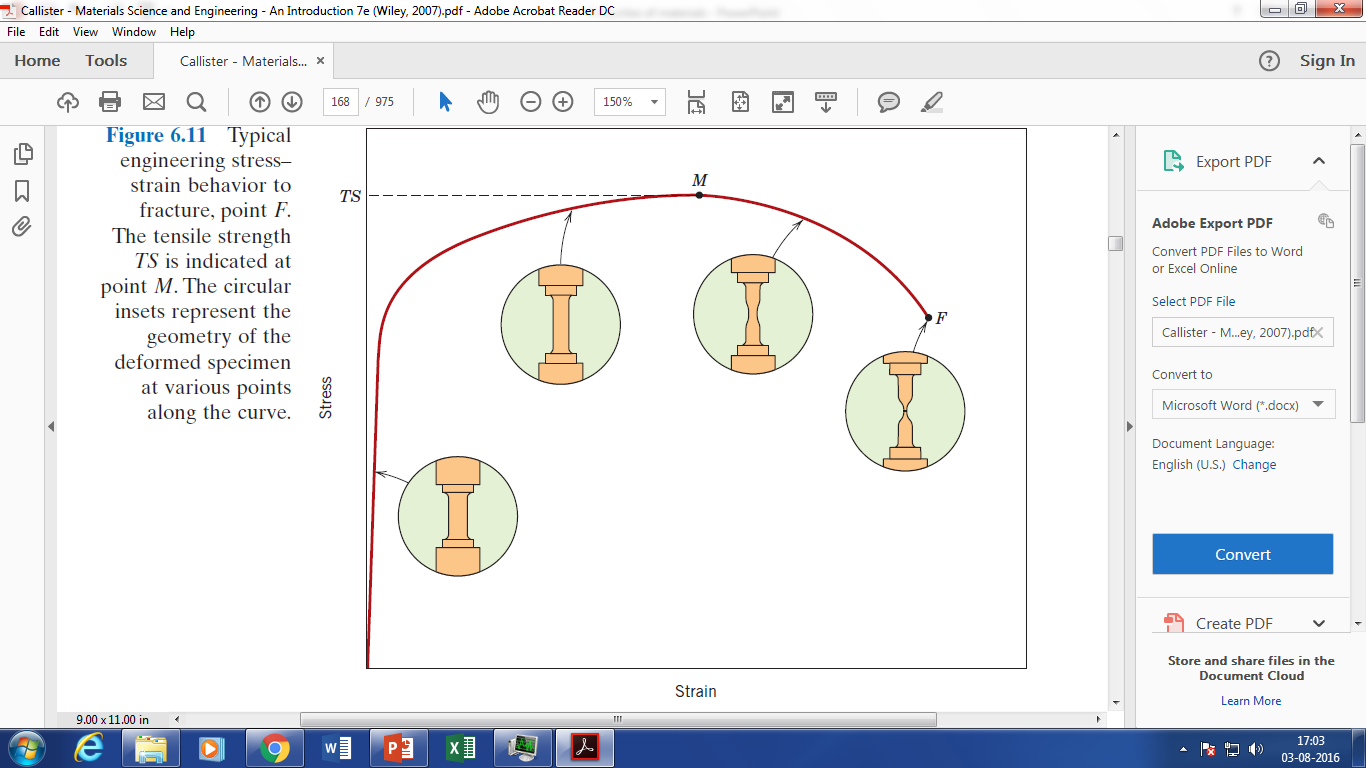 Callister - Materials Science and Engineering - An Introduction 7e (Wiley, 2007).pdf - Adobe Acrobat Reader DC
File Edit View Window Help
Home Tools Callister - Materials... × ? Sign In
168 / 975 150%
Figure 6.11 Typical
engineering stress–
strain behavior to
fracture, point F.
The tensile strength
TS is indicated at
point M. The circular
insets represent the
geometry of the
deformed specimen
at various points
along the curve.
TS
M
F
Stress
Strain
Export PDF
Adobe Export PDF
Convert PDF Files to Word
or Excel Online
Select PDF File
Callister - M...ey, 2007).pdf
Convert to
Microsoft Word (*.docx)
Document Language:
English (U.S.) Change
Convert
Create PDF
Store and share files in the
Document Cloud
Learn More
9.00 x 11.00 in
17:03
03-08-2016